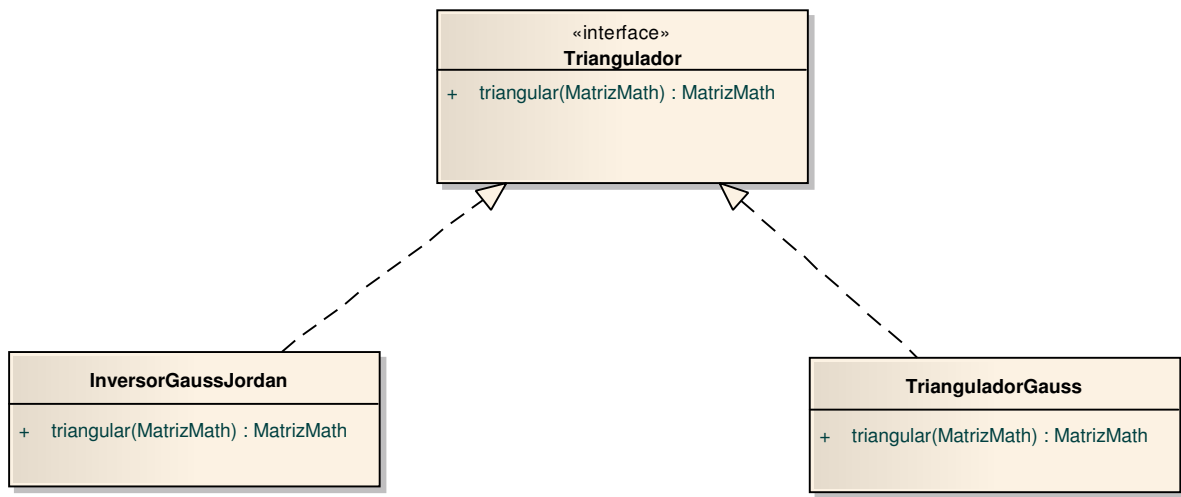 «interface»
Triangulador
+ triangular(MatrizMath) : MatrizMath
InversorGaussJordan
+ triangular(MatrizMath) : MatrizMath
TrianguladorGauss
+ triangular(MatrizMath) : MatrizMath